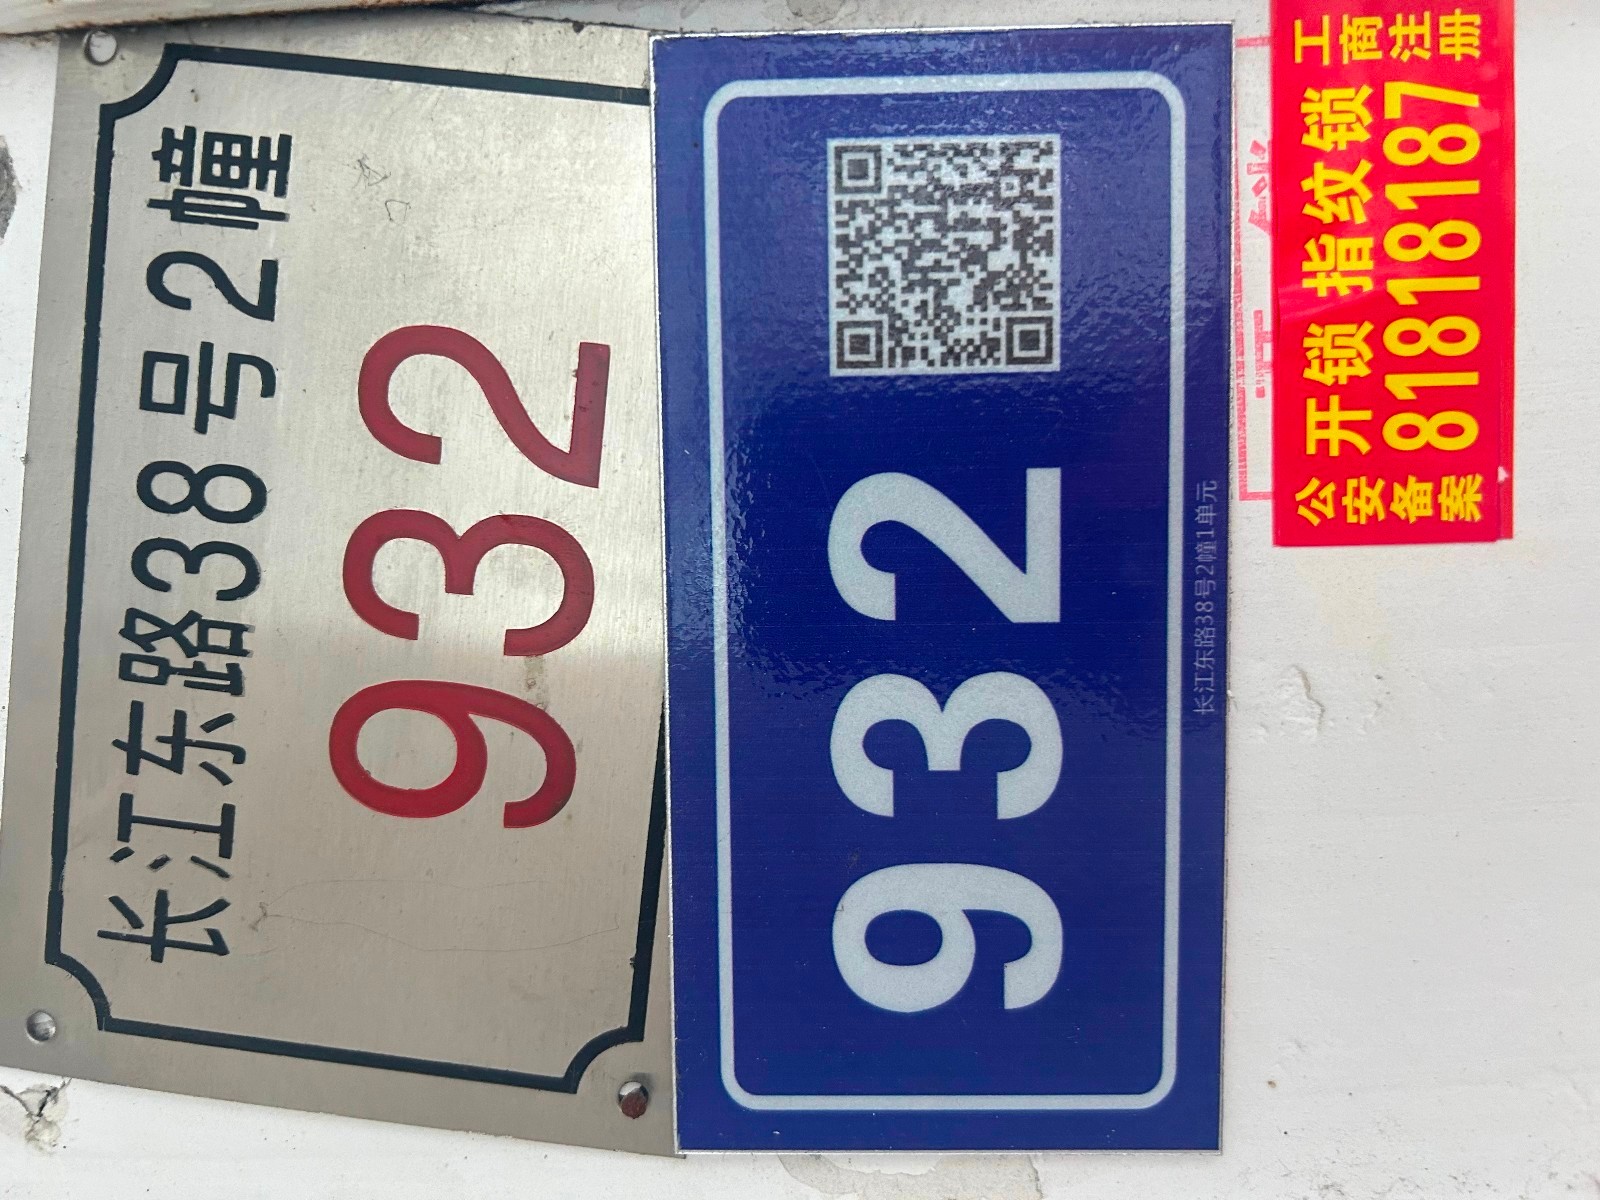 长江东路38号2幢
932
932
长江东路38号2幢1单元
公安备案
开锁 指纹锁
工商注册
81818187